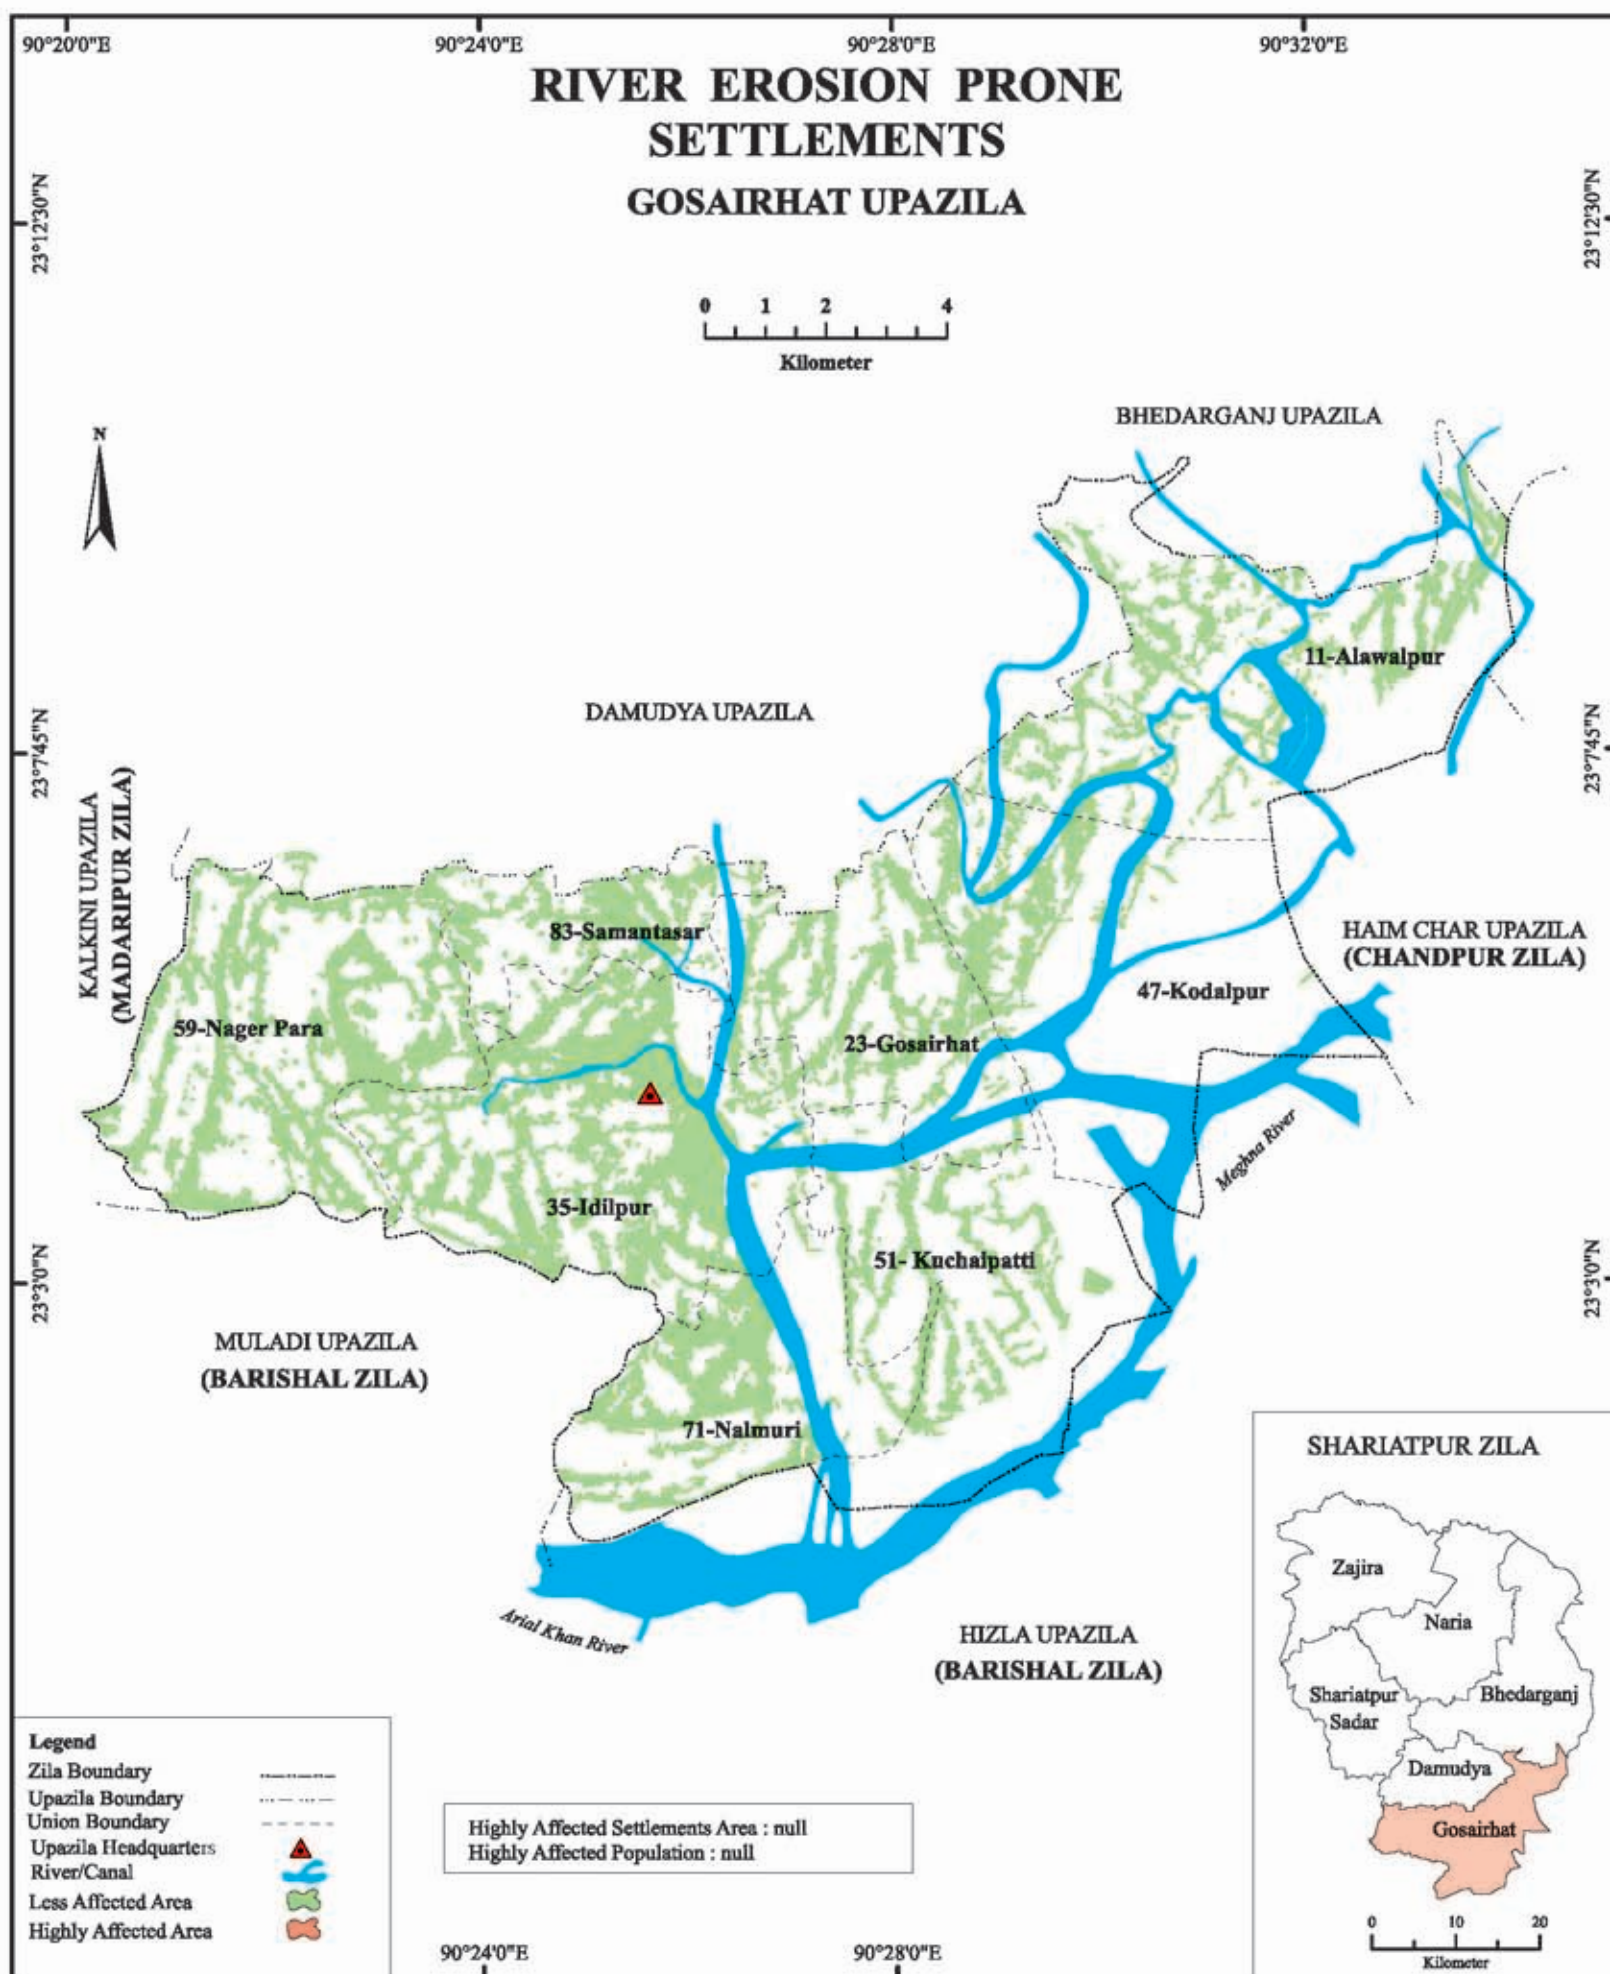 90°20'0"E
90°24'0"E
90°28'0"E
90°32'0"E
RIVER EROSION PRONE
SETTLEMENTS
GOSAIRHAT UPAZILA
23°12'30"N
23°12'30"N
0 1 2 4
Kilometer
N
BHEDARGANJ UPAZILA
11-Alawalpur
DAMUDYA UPAZILA
23°7'45"N
23°7'45"N
KALKINI UPAZILA
(MADARIPUR ZILA)
83-Samantasar
HAIM CHAR UPAZILA
(CHANDPUR ZILA)
47-Kodalpur
59-Nager Para
23-Gosairhat
Meghna River
35-Idilpur
51- Kuchaipatti
23°3'0"N
23°3'0"N
MULADI UPAZILA
(BARISHAL ZILA)
71-Nalmuri
Arial Khan River
HIZLA UPAZILA
(BARISHAL ZILA)
SHARIATPUR ZILA
Zajira
Naria
Shariatpur
Sadar
Bhedarganj
Damudya
Gosairhat
0 10 20
Kilometer
Legend
Zila Boundary
Upazila Boundary
Union Boundary
Upazila Headquarters
River/Canal
Less Affected Area
Highly Affected Area
Highly Affected Settlements Area : null
Highly Affected Population : null
90°24'0"E
90°28'0"E